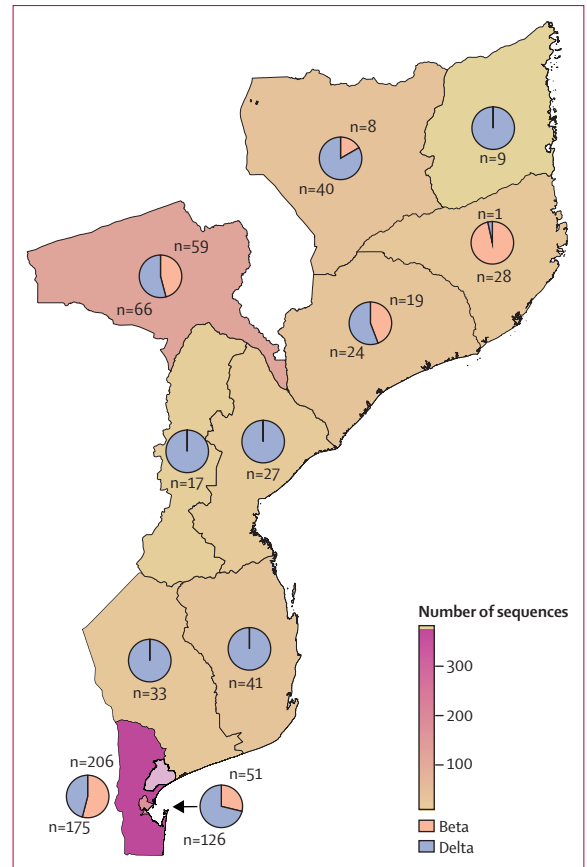 n=8
n=40
n=9
n=1
n=28
n=59
n=66
n=19
n=24
n=17
n=27
n=33
n=41
Number of sequences
300
200
100
n=206
n=175
n=51
n=126
Beta
Delta